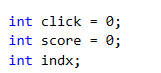 int click = 0;
int score = 0;
int indx;